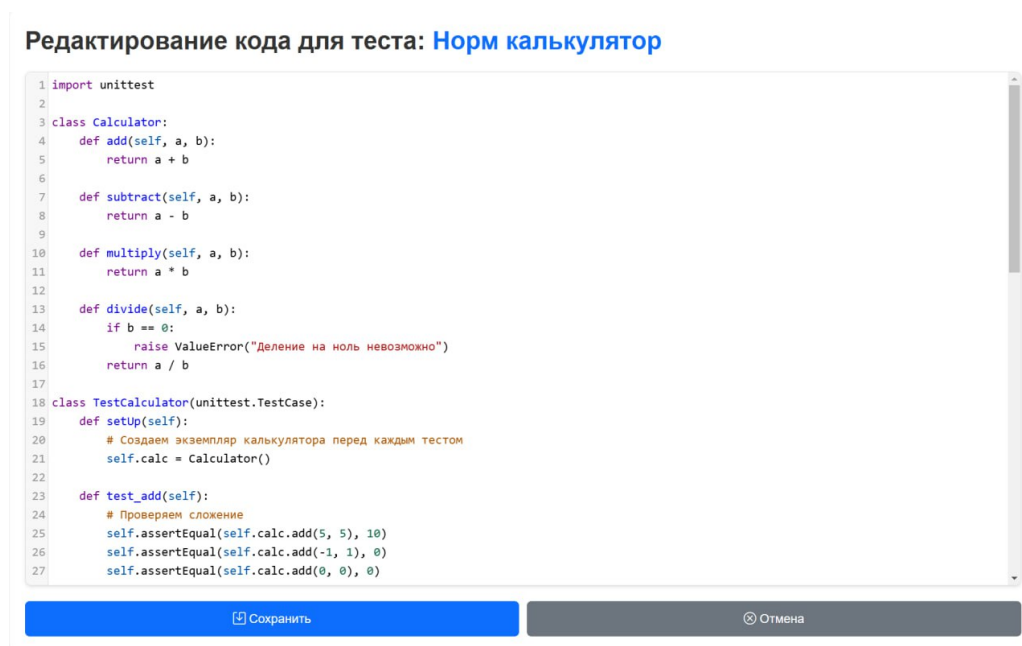 Редактирование кода для теста: Норм калькулятор
1 import unittest
2
3 class Calculator:
4     def add(self, a, b):
5         return a + b
6
7     def subtract(self, a, b):
8         return a - b
9
10     def multiply(self, a, b):
11         return a * b
12
13     def divide(self, a, b):
14         if b == 0:
15             raise ValueError("Деление на ноль невозможно")
16         return a / b
17
18 class TestCalculator(unittest.TestCase):
19     def setUp(self):
20         # Создаем экземпляр калькулятора перед каждым тестом
21         self.calc = Calculator()
22
23     def test_add(self):
24         # Проверяем сложение
25         self.assertEqual(self.calc.add(5, 5), 10)
26         self.assertEqual(self.calc.add(-1, 1), 0)
27         self.assertEqual(self.calc.add(0, 0), 0)
Сохранить
Отмена